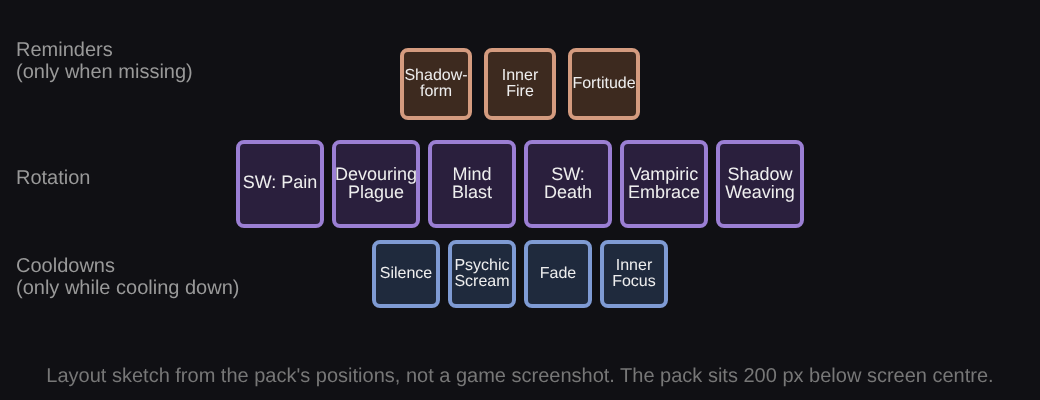 Reminders
(only when missing)
Shadow-
form
Inner
Fire
Fortitude
Rotation
SW: Pain
Devouring
Plague
Mind
Blast
SW:
Death
Vampiric
Embrace
Shadow
Weaving
Cooldowns
(only while cooling down)
Silence
Psychic
Scream
Fade
Inner
Focus
Layout sketch from the pack's positions, not a game screenshot. The pack sits 200 px below screen centre.